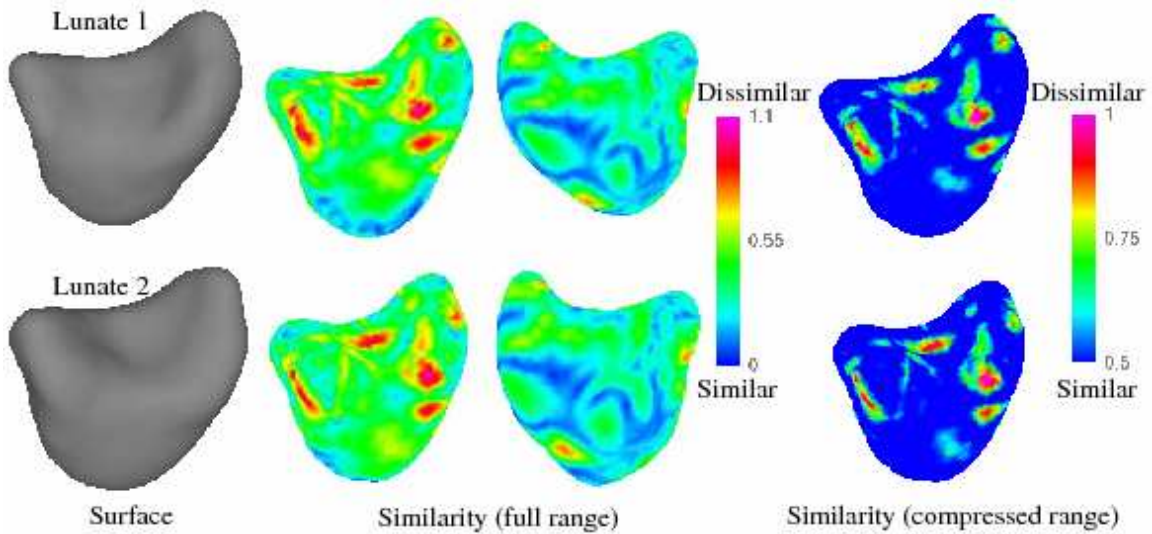 Lunate 1
Dissimilar
1.1
0.55
0
Similar
Dissimilar
1
0.75
0.5
Similar
Lunate 2
Surface
Similarity (full range)
Similarity (compressed range)